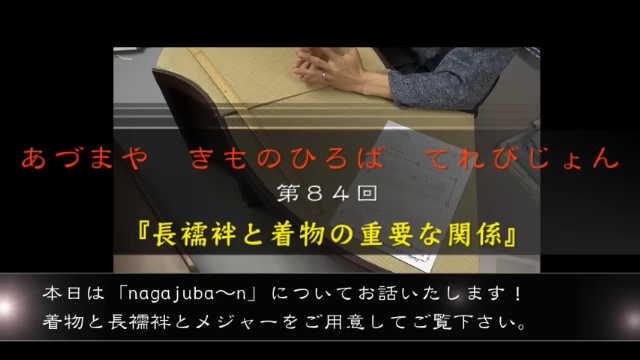 あづまや きものひろば てれびじょん
第84回
『長襦袢と着物の重要な関係』
本日は「nagajuba～n」についてお話いたします！
着物と長襦袢とメジャーをご用意してご覧下さい。